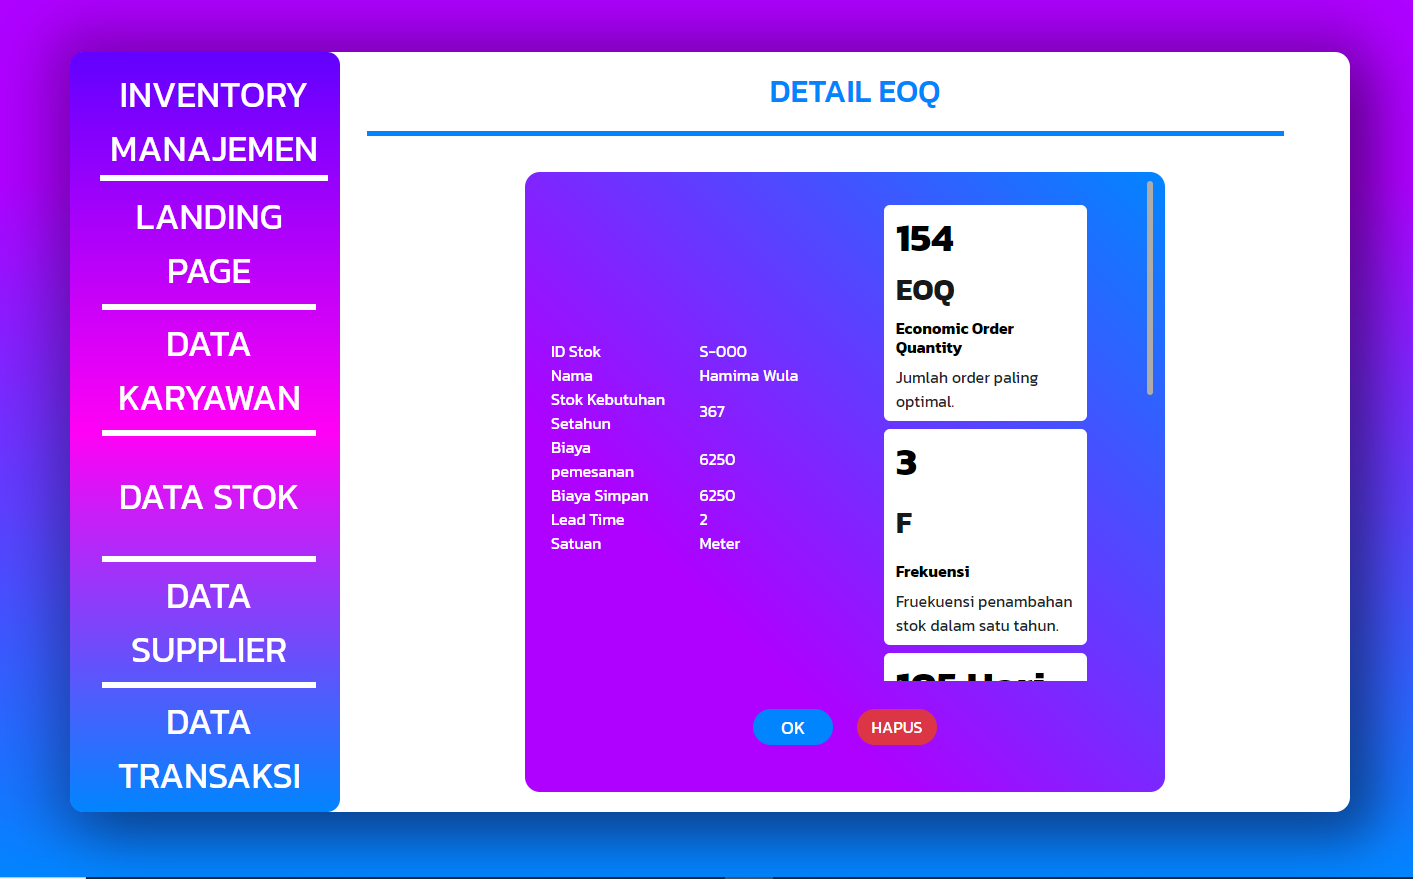 INVENTORY
MANAJEMEN
LANDING
PAGE
DATA
KARYAWAN
DATA STOK
DATA
SUPPLIER
DATA
TRANSAKSI
DETAIL EOQ
ID Stok S-000
Nama Hamima Wula
Stok Kebutuhan
Setahun 367
Biaya
pemesanan 6250
Biaya Simpan 6250
Lead Time 2
Satuan Meter
154
EOQ
Economic Order
Quantity
Jumlah order paling
optimal.
3
F
Frekuensi
Fruekuensi penambahan
stok dalam satu tahun.
OK
HAPUS